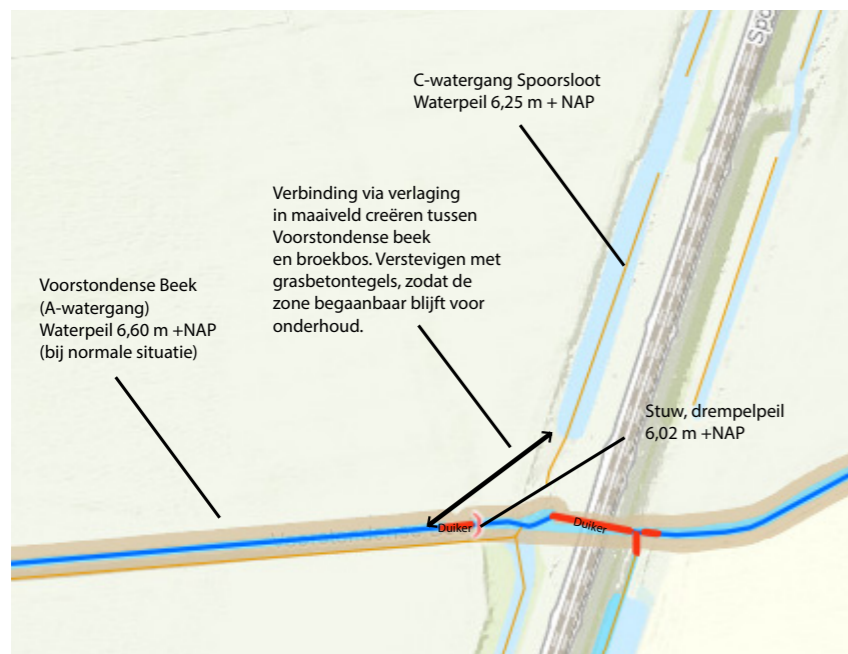 Spo
C-watergang Spoorsloot
Waterpeil 6,25 m + NAP
Verbinding via verlaging
in maaiveld creëren tussen
Voorstondense beek
en broekbos. Verstevigen met
grasbetontegels, zodat de
zone begaanbaar blijft voor
onderhoud.
Voorstondense Beek
(A-watergang)
Waterpeil 6,60 m +NAP
(bij normale situatie)
Stuw, drempelpeil
6,02 m +NAP
Duiker
Duiker
Voorstondense